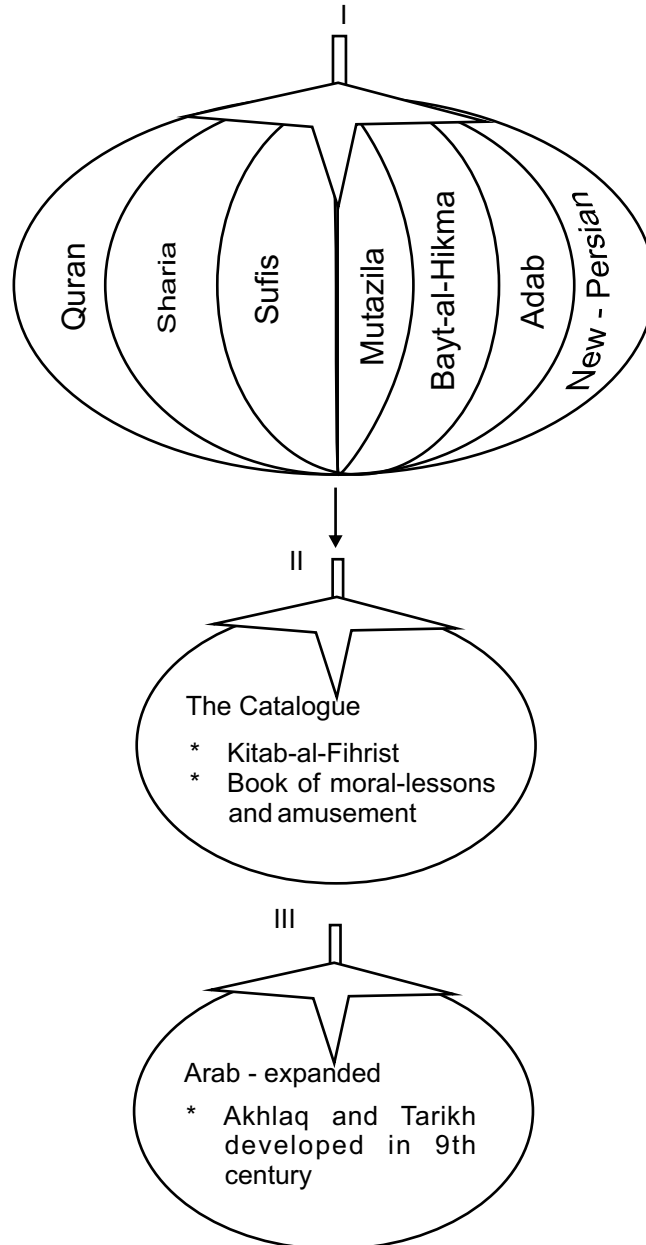 I
Quran
Sharia
Sufis
Mutazila
Bayt-al-Hikma
Adab
New - Persian
II
The Catalogue
* Kitab-al-Fihrist
* Book of moral-lessons
and amusement
III
Arab - expanded
* Akhlaq and Tarikh
developed in 9th
century